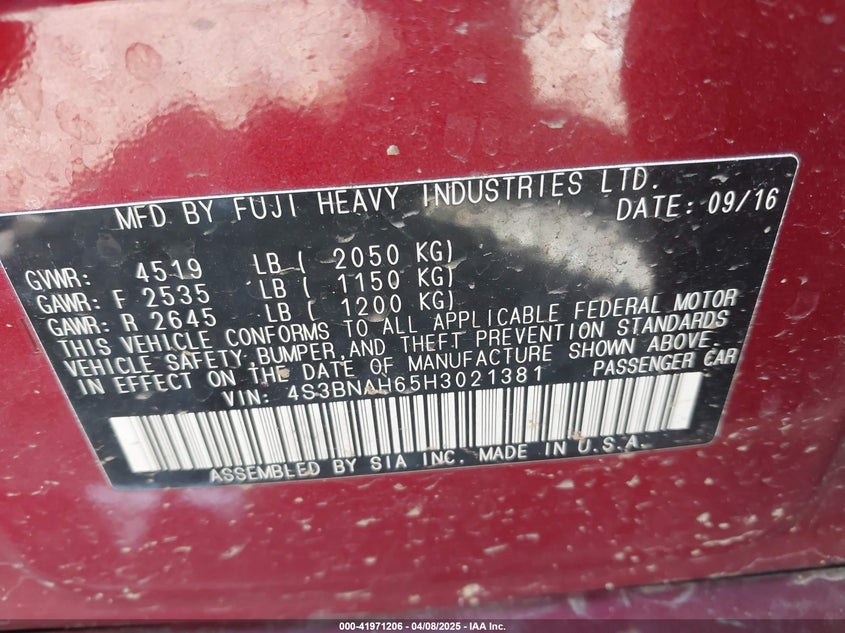 MFD BY FUJI HEAVY INDUSTRIES LTD.
DATE: 09/16
GVWR: 4519 LB ( 2050 KG)
GAWR: F 2535 LB ( 1150 KG)
GAWR: R 2645 LB ( 1200 KG)
THIS VEHICLE CONFORMS TO ALL APPLICABLE FEDERAL MOTOR
VEHICLE SAFETY, BUMPER, AND THEFT PREVENTION STANDARDS
IN EFFECT ON THE DATE OF MANUFACTURE SHOWN ABOVE.
VIN: 4S3BNAH65H3021381 PASSENGER CAR
ASSEMBLED BY SIA INC. MADE IN U.S.A.
000-41971206 - 04/08/2025 - IAA Inc.